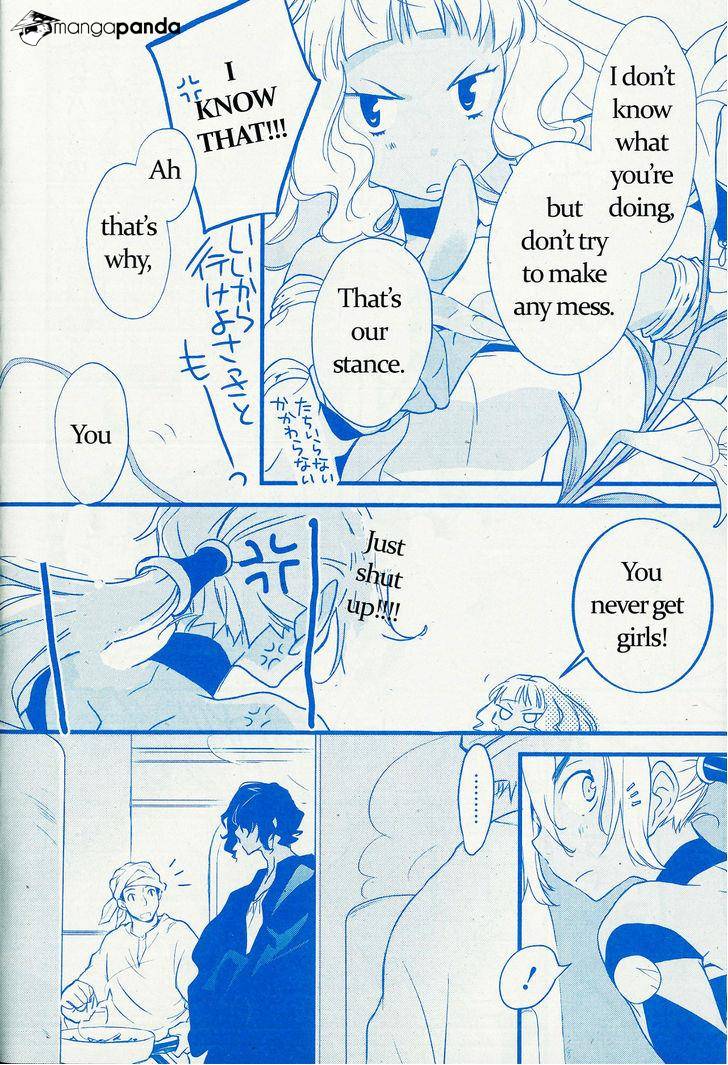 mangapanda
I don't
know
what
you're
doing,
but
don't try
to make
any mess.
That's
our
stance.
たちいらない
かかわらない
I
KNOW
THAT!!!
いいから
行けよさっさと
もーーっ
Ah
that's
why,
You
You
never get
girls!
Just
shut
up!!!!
.........
!